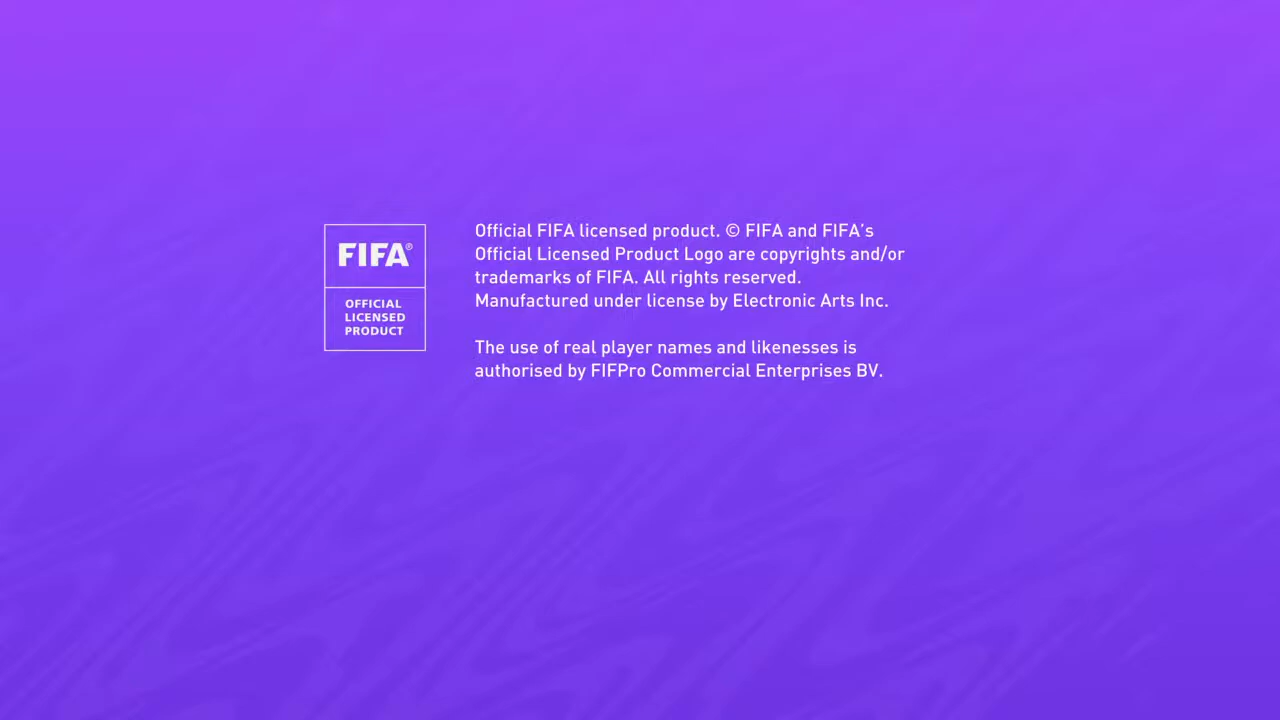 FIFA®
OFFICIAL
LICENSED
PRODUCT
Official FIFA licensed product. © FIFA and FIFA's
Official Licensed Product Logo are copyrights and/or
trademarks of FIFA. All rights reserved.
Manufactured under license by Electronic Arts Inc.
The use of real player names and likenesses is
authorised by FIFPro Commercial Enterprises BV.